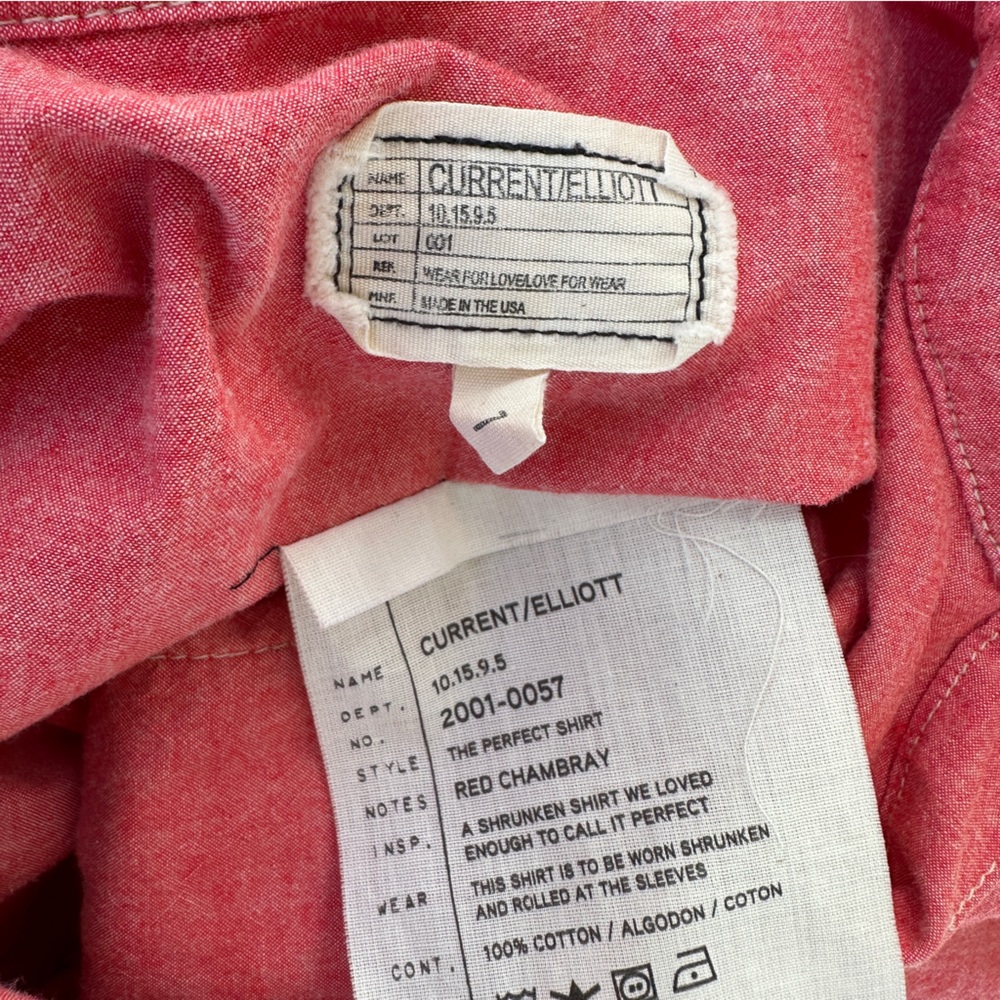 NAME CURRENT/ELLIOTT
DEPT. 10.15.9.5
LOT 001
REF. WEAR FOR LOVE/LOVE FOR WEAR
MNF. MADE IN THE USA
NAME CURRENT/ELLIOTT
DEPT. 10.15.9.5
NO. 2001-0057
STYLE THE PERFECT SHIRT
NOTES RED CHAMBRAY
INSP. A SHRUNKEN SHIRT WE LOVED
ENOUGH TO CALL IT PERFECT
WEAR THIS SHIRT IS TO BE WORN SHRUNKEN
AND ROLLED AT THE SLEEVES
CONT. 100% COTTON / ALGODON / COTON